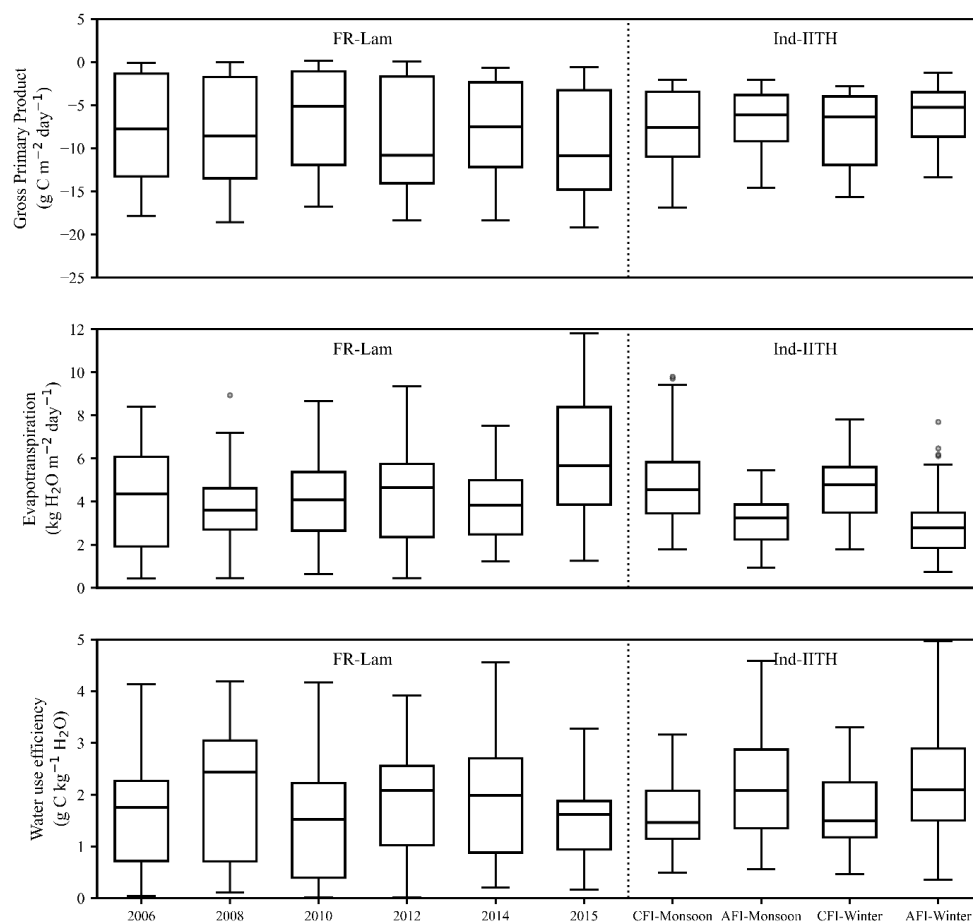 5
FR-Lam
Ind-IITH
0
−5
−10
−15
−20
−25
Gross Primary Product
(g C m⁻² day⁻¹)
12
FR-Lam
Ind-IITH
10
8
6
4
2
0
Evapotranspiration
(kg H₂O m⁻² day⁻¹)
5
FR-Lam
Ind-IITH
4
3
2
1
0
Water use efficiency
(g C kg⁻¹ H₂O)
2006 2008 2010 2012 2014 2015 CFI-Monsoon AFI-Monsoon CFI-Winter AFI-Winter